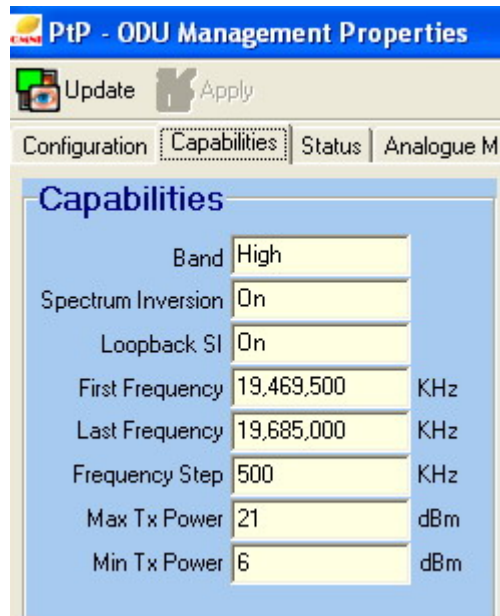 PtP - ODU Management Properties
Update Apply
Configuration Capabilities Status Analogue M
Capabilities
Band High
Spectrum Inversion On
Loopback SI On
First Frequency 19,469,500 KHz
Last Frequency 19,685,000 KHz
Frequency Step 500 KHz
Max Tx Power 21 dBm
Min Tx Power 6 dBm